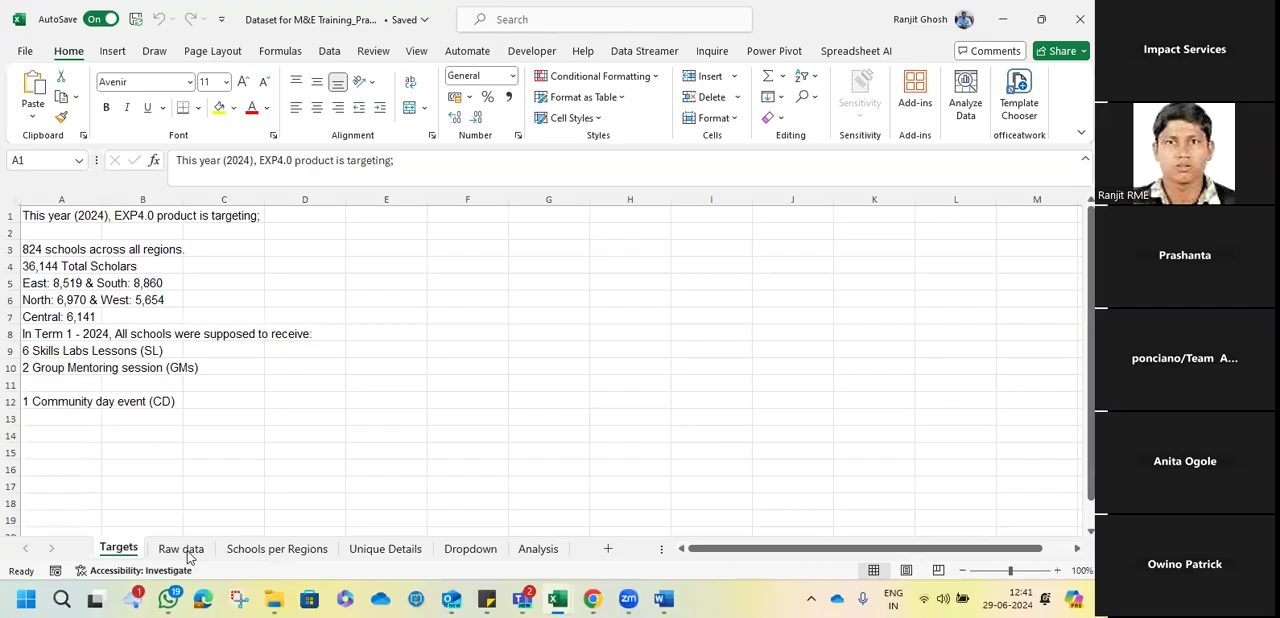 AutoSave On Dataset for M&E Training_Pra... • Saved Search Ranjit Ghosh
File Home Insert Draw Page Layout Formulas Data Review View Automate Developer Help Data Streamer Inquire Power Pivot Spreadsheet AI Comments Share
Paste Avenir 11 General Conditional Formatting Insert
Format as Table Delete
Cell Styles Format
B I U A % Sensitivity Add-ins Analyze Data Template Chooser
Clipboard Font Alignment Number Styles Cells Editing Sensitivity Add-ins officeatwork
A1 fx This year (2024), EXP4.0 product is targeting;
A B C D E F G H I J K L M
1 This year (2024), EXP4.0 product is targeting;
2
3 824 schools across all regions.
4 36,144 Total Scholars
5 East: 8,519 & South: 8,860
6 North: 6,970 & West: 5,654
7 Central: 6,141
8 In Term 1 - 2024, All schools were supposed to receive:
9 6 Skills Labs Lessons (SL)
10 2 Group Mentoring session (GMs)
11
12 1 Community day event (CD)
13
14
15
16
17
18
19
Targets Raw data Schools per Regions Unique Details Dropdown Analysis
Ready Accessibility: Investigate 100%
1 19 2 ENG IN 12:41 29-06-2024
Impact Services
Ranjit RME
Prashanta
ponciano/Team A...
Anita Ogole
Owino Patrick